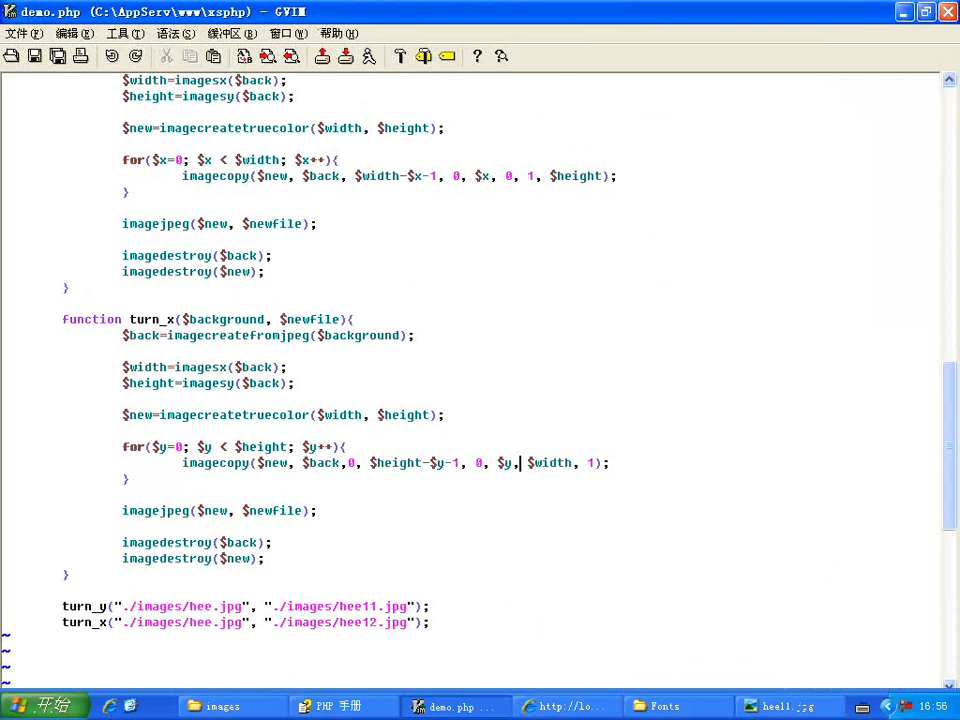 demo.php (C:\AppServ\www\xsphp) - GVIM
文件(F) 编辑(E) 工具(T) 语法(S) 缓冲区(B) 窗口(W) 帮助(H)
$width=imagesx($back);
$height=imagesy($back);
$new=imagecreatetruecolor($width, $height);
for($x=0; $x < $width; $x++){
imagecopy($new, $back, $width-$x-1, 0, $x, 0, 1, $height);
}
imagejpeg($new, $newfile);
imagedestroy($back);
imagedestroy($new);
}
function turn_x($background, $newfile){
$back=imagecreatefromjpeg($background);
$width=imagesx($back);
$height=imagesy($back);
$new=imagecreatetruecolor($width, $height);
for($y=0; $y < $height; $y++){
imagecopy($new, $back,0, $height-$y-1, 0, $y, $width, 1);
}
imagejpeg($new, $newfile);
imagedestroy($back);
imagedestroy($new);
}
turn_y("./images/hee.jpg", "./images/hee11.jpg");
turn_x("./images/hee.jpg", "./images/hee12.jpg");
~
~
~
~
开始 images PHP 手册 demo.php ... http://lo... Fonts hee11.jpg ... 16:56